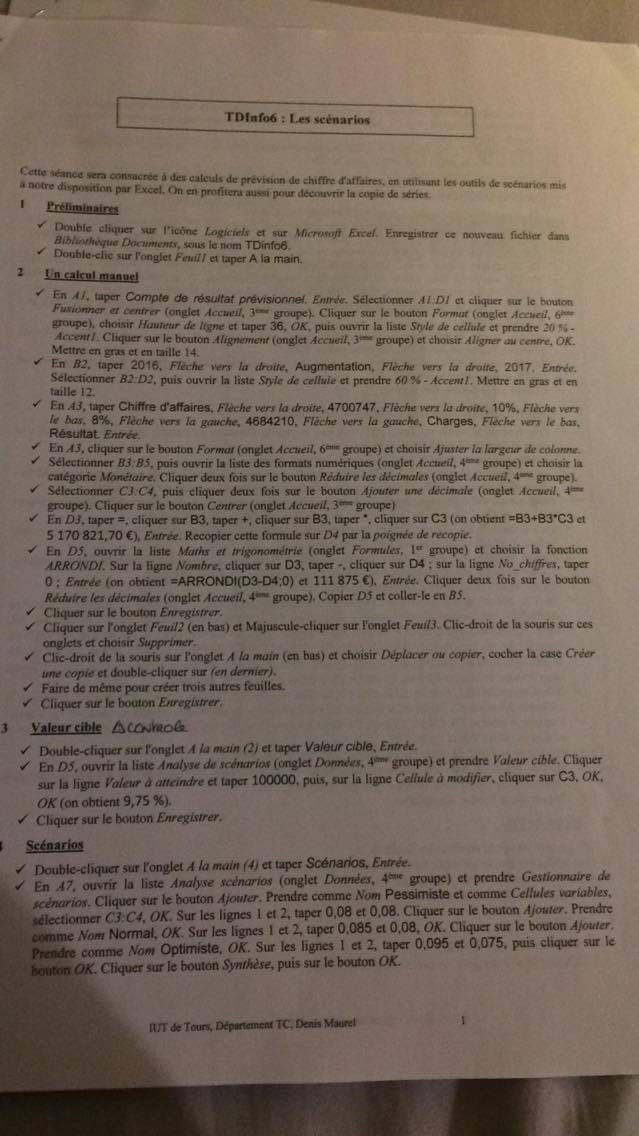 TDInfo6 : Les scénarios
Cette séance sera consacrée à des calculs de prévision de chiffre d'affaires, en utilisant les outils de scénarios mis
à notre disposition par Excel. On en profitera aussi pour découvrir la copie de séries.
1 Préliminaires
✓ Double cliquer sur l'icône Logiciels et sur Microsoft Excel. Enregistrer ce nouveau fichier dans
Bibliothèque Documents, sous le nom TDinfo6.
✓ Double-clic sur l'onglet Feuil1 et taper A la main.
2 Un calcul manuel
✓ En A1, taper Compte de résultat prévisionnel. Entrée. Sélectionner A1:D1 et cliquer sur le bouton
Fusionner et centrer (onglet Accueil, 3ème groupe). Cliquer sur le bouton Format (onglet Accueil, 6ème
groupe), choisir Hauteur de ligne et taper 36, OK, puis ouvrir la liste Style de cellule et prendre 20 % -
Accent1. Cliquer sur le bouton Alignement (onglet Accueil, 3ème groupe) et choisir Aligner au centre, OK.
Mettre en gras et en taille 14.
✓ En B2, taper 2016, Flèche vers la droite, Augmentation, Flèche vers la droite, 2017, Entrée.
Sélectionner B2:D2, puis ouvrir la liste Style de cellule et prendre 60 % - Accent1. Mettre en gras et en
taille 12.
✓ En A3, taper Chiffre d'affaires, Flèche vers la droite, 4700747, Flèche vers la droite, 10%, Flèche vers
le bas, 8%, Flèche vers la gauche, 4684210, Flèche vers la gauche, Charges, Flèche vers le bas,
Résultat. Entrée.
✓ En A3, cliquer sur le bouton Format (onglet Accueil, 6ème groupe) et choisir Ajuster la largeur de colonne.
✓ Sélectionner B3:B5, puis ouvrir la liste des formats numériques (onglet Accueil, 4ème groupe) et choisir la
catégorie Monétaire. Cliquer deux fois sur le bouton Réduire les décimales (onglet Accueil, 4ème groupe).
✓ Sélectionner C3:C4, puis cliquer deux fois sur le bouton Ajouter une décimale (onglet Accueil, 4ème
groupe). Cliquer sur le bouton Centrer (onglet Accueil, 3ème groupe)
✓ En D3, taper =, cliquer sur B3, taper +, cliquer sur B3, taper *, cliquer sur C3 (on obtient =B3+B3*C3 et
5 170 821,70 €), Entrée. Recopier cette formule sur D4 par la poignée de recopie.
✓ En D5, ouvrir la liste Maths et trigonométrie (onglet Formules, 1er groupe) et choisir la fonction
ARRONDI. Sur la ligne Nombre, cliquer sur D3, taper -, cliquer sur D4 ; sur la ligne No_chiffres, taper
0 ; Entrée (on obtient =ARRONDI(D3-D4;0) et 111 875 €), Entrée. Cliquer deux fois sur le bouton
Réduire les décimales (onglet Accueil, 4ème groupe). Copier D5 et coller-le en B5.
✓ Cliquer sur le bouton Enregistrer.
✓ Cliquer sur l'onglet Feuil2 (en bas) et Majuscule-cliquer sur l'onglet Feuil3. Clic-droit de la souris sur ces
onglets et choisir Supprimer.
✓ Clic-droit de la souris sur l'onglet A la main (en bas) et choisir Déplacer ou copier, cocher la case Créer
une copie et double-cliquer sur (en dernier).
✓ Faire de même pour créer trois autres feuilles.
✓ Cliquer sur le bouton Enregistrer.
3 Valeur cible
✓ Double-cliquer sur l'onglet A la main (2) et taper Valeur cible, Entrée.
✓ En D5, ouvrir la liste Analyse de scénarios (onglet Données, 4ème groupe) et prendre Valeur cible. Cliquer
sur la ligne Valeur à atteindre et taper 100000, puis, sur la ligne Cellule à modifier, cliquer sur C3, OK,
OK (on obtient 9,75 %).
✓ Cliquer sur le bouton Enregistrer.
Scénarios
✓ Double-cliquer sur l'onglet A la main (4) et taper Scénarios, Entrée.
✓ En A7, ouvrir la liste Analyse scénarios (onglet Données, 4ème groupe) et prendre Gestionnaire de
scénarios. Cliquer sur le bouton Ajouter. Prendre comme Nom Pessimiste et comme Cellules variables,
sélectionner C3:C4, OK. Sur les lignes 1 et 2, taper 0,08 et 0,08. Cliquer sur le bouton Ajouter. Prendre
comme Nom Normal, OK. Sur les lignes 1 et 2, taper 0,085 et 0,08, OK. Cliquer sur le bouton Ajouter.
Prendre comme Nom Optimiste, OK. Sur les lignes 1 et 2, taper 0,095 et 0,075, puis cliquer sur le
bouton OK. Cliquer sur le bouton Synthèse, puis sur le bouton OK.
IUT de Tours, Département TC, Denis Maurel 1